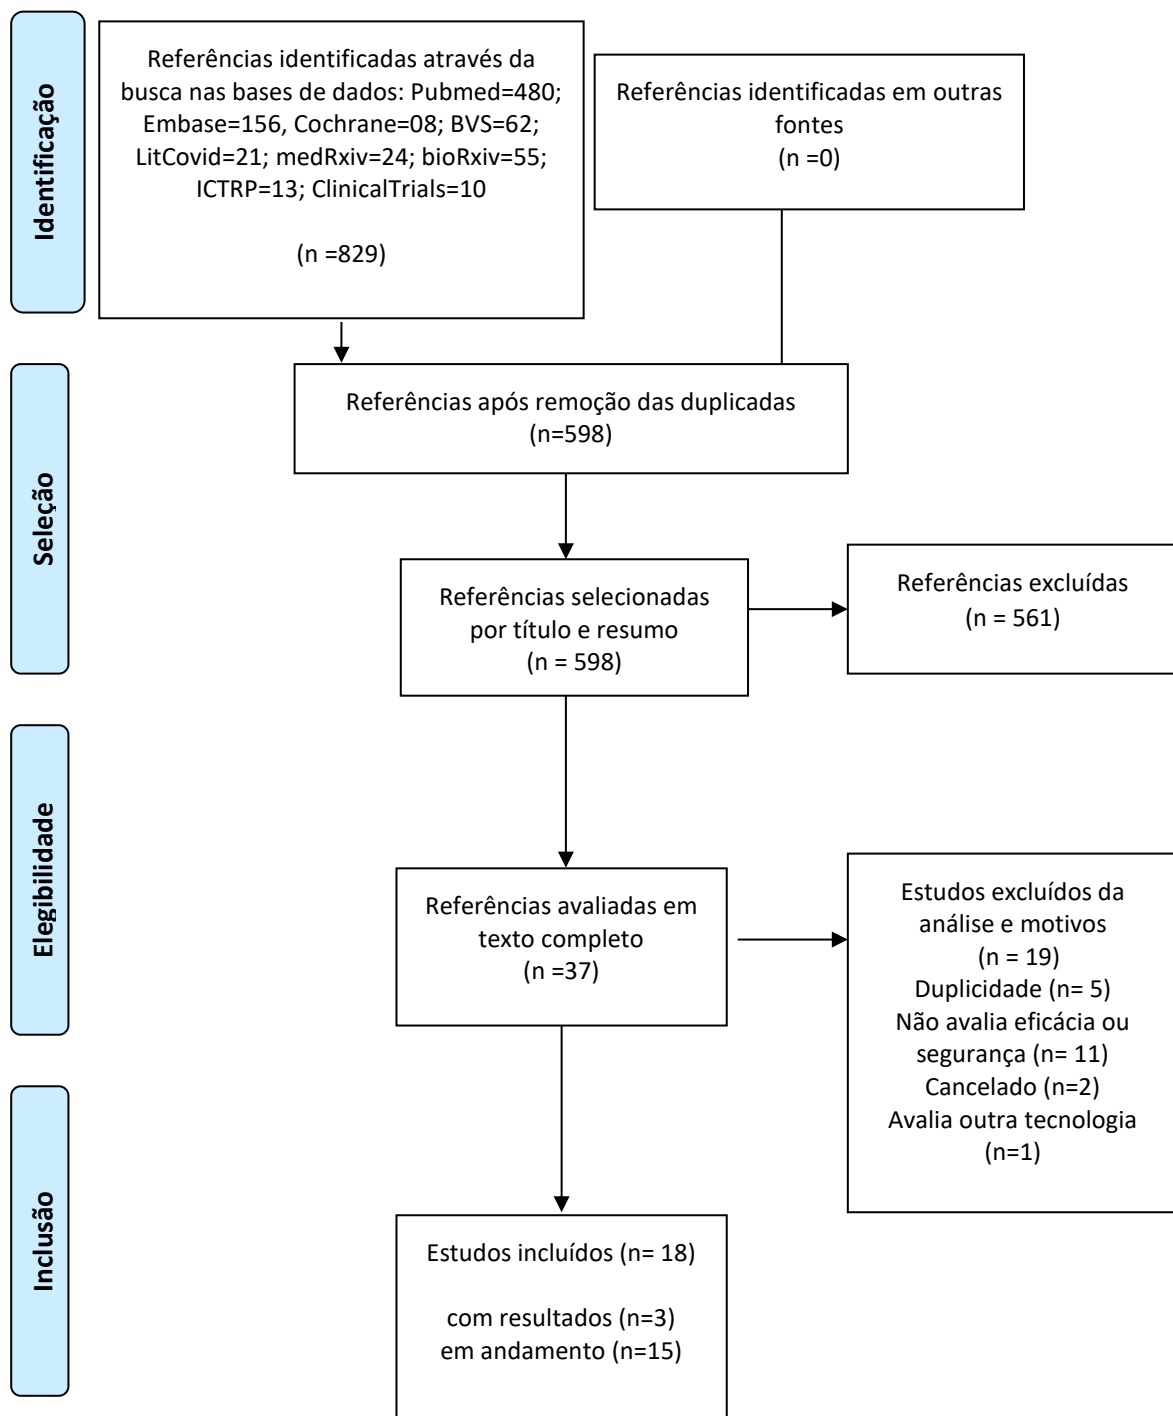 Identificação
Referências identificadas através da
busca nas bases de dados: Pubmed=480;
Embase=156, Cochrane=08; BVS=62;
LitCovid=21; medRxiv=24; bioRxiv=55;
ICTRP=13; ClinicalTrials=10
(n =829)
Referências identificadas em outras
fontes
(n =0)
Seleção
Referências após remoção das duplicadas
(n=598)
Referências selecionadas
por título e resumo
(n = 598)
Referências excluídas
(n = 561)
Elegibilidade
Referências avaliadas em
texto completo
(n =37)
Estudos excluídos da
análise e motivos
(n = 19)
Duplicidade (n= 5)
Não avalia eficácia ou
segurança (n= 11)
Cancelado (n=2)
Avalia outra tecnologia
(n=1)
Inclusão
Estudos incluídos (n= 18)
com resultados (n=3)
em andamento (n=15)